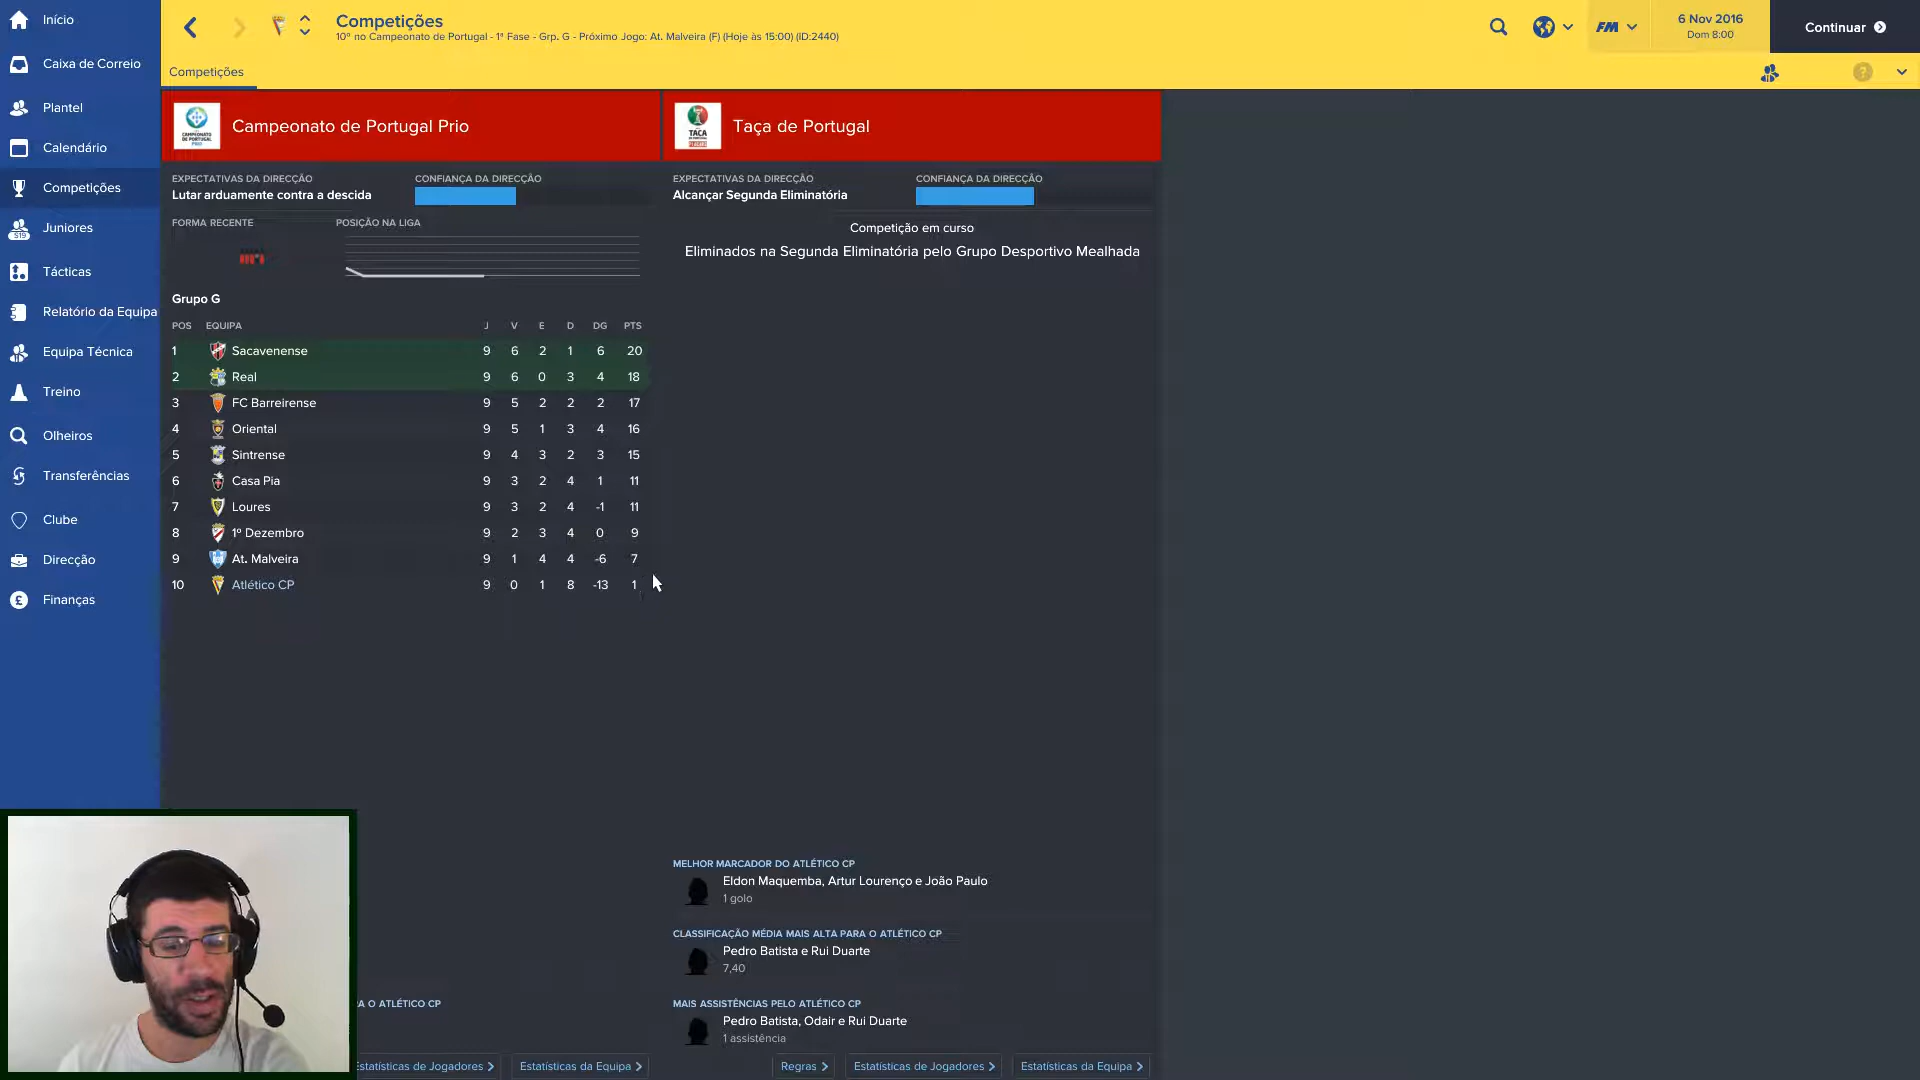 Início
Caixa de Correio
Plantel
Calendário
Competições
Juniores
Tácticas
Relatório da Equipa
Equipa Técnica
Treino
Olheiros
Transferências
Clube
Direcção
Finanças
Competições
10º no Campeonato de Portugal - 1ª Fase - Grp. G - Próximo Jogo: At. Malveira (F) (Hoje às 15:00) (ID:2440)
FM
6 Nov 2016
Dom 8:00
Continuar
Competições
Campeonato de Portugal Prio
EXPECTATIVAS DA DIRECÇÃO
Lutar arduamente contra a descida
CONFIANÇA DA DIRECÇÃO
FORMA RECENTE
POSIÇÃO NA LIGA
Grupo G
POS EQUIPA J V E D DG PTS
1 Sacavenense 9 6 2 1 6 20
2 Real 9 6 0 3 4 18
3 FC Barreirense 9 5 2 2 2 17
4 Oriental 9 5 1 3 4 16
5 Sintrense 9 4 3 2 3 15
6 Casa Pia 9 3 2 4 1 11
7 Loures 9 3 2 4 -1 11
8 1º Dezembro 9 2 3 4 0 9
9 At. Malveira 9 1 4 4 -6 7
10 Atlético CP 9 0 1 8 -13 1
O ATLÉTICO CP
Estatísticas de Jogadores
Estatísticas da Equipa
Taça de Portugal
EXPECTATIVAS DA DIRECÇÃO
Alcançar Segunda Eliminatória
CONFIANÇA DA DIRECÇÃO
Competição em curso
Eliminados na Segunda Eliminatória pelo Grupo Desportivo Mealhada
MELHOR MARCADOR DO ATLÉTICO CP
Eldon Maquemba, Artur Lourenço e João Paulo
1 golo
CLASSIFICAÇÃO MÉDIA MAIS ALTA PARA O ATLÉTICO CP
Pedro Batista e Rui Duarte
7,40
MAIS ASSISTÊNCIAS PELO ATLÉTICO CP
Pedro Batista, Odair e Rui Duarte
1 assistência
Regras
Estatísticas de Jogadores
Estatísticas da Equipa